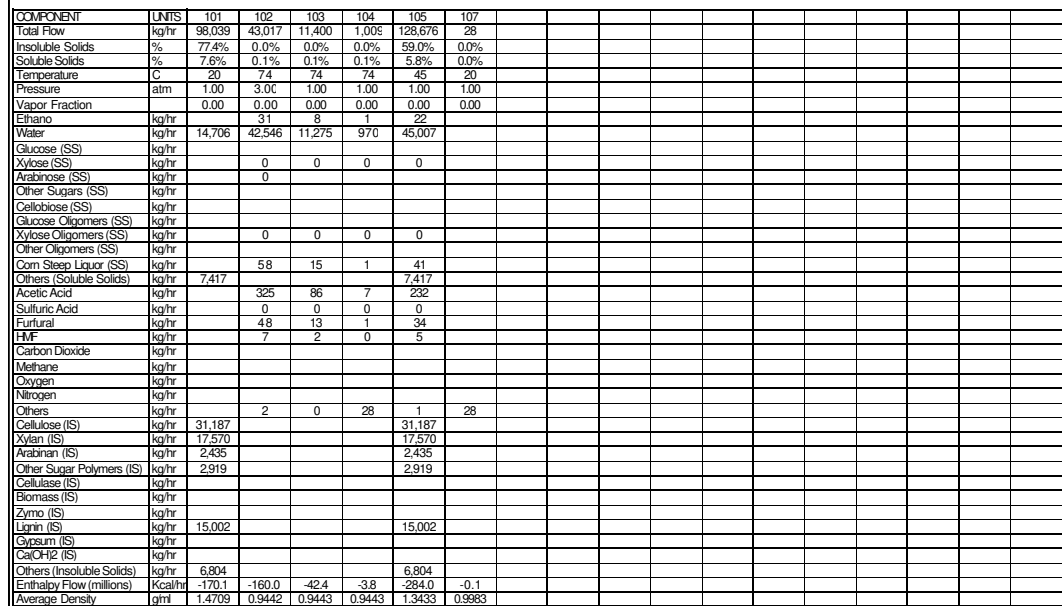 COMPONENT UNITS 101 102 103 104 105 107
Total Flow kg/hr 98,039 43,017 11,400 1,009 128,676 28
Insoluble Solids % 77.4% 0.0% 0.0% 0.0% 59.0% 0.0%
Soluble Solids % 7.6% 0.1% 0.1% 0.1% 5.8% 0.0%
Temperature C 20 74 74 74 45 20
Pressure atm 1.00 3.00 1.00 1.00 1.00 1.00
Vapor Fraction 0.00 0.00 0.00 0.00 0.00 0.00
Ethano kg/hr 31 8 1 22
Water kg/hr 14,706 42,546 11,275 970 45,007
Glucose (SS) kg/hr
Xylose (SS) kg/hr 0 0 0 0
Arabinose (SS) kg/hr 0
Other Sugars (SS) kg/hr
Cellobiose (SS) kg/hr
Glucose Oligomers (SS) kg/hr
Xylose Oligomers (SS) kg/hr 0 0 0 0
Other Oligomers (SS) kg/hr
Corn Steep Liquor (SS) kg/hr 58 15 1 41
Others (Soluble Solids) kg/hr 7,417 7,417
Acetic Acid kg/hr 325 86 7 232
Sulfuric Acid kg/hr 0 0 0 0
Furfural kg/hr 48 13 1 34
HMF kg/hr 7 2 0 5
Carbon Dioxide kg/hr
Methane kg/hr
Oxygen kg/hr
Nitrogen kg/hr
Others kg/hr 2 0 28 1 28
Cellulose (IS) kg/hr 31,187 31,187
Xylan (IS) kg/hr 17,570 17,570
Arabinan (IS) kg/hr 2,435 2,435
Other Sugar Polymers (IS) kg/hr 2,919 2,919
Cellulase (IS) kg/hr
Biomass (IS) kg/hr
Zymo (IS) kg/hr
Lignin (IS) kg/hr 15,002 15,002
Gypsum (IS) kg/hr
Ca(OH)2 (IS) kg/hr
Others (Insoluble Solids) kg/hr 6,804 6,804
Enthalpy Flow (millions) Kcal/hr -170.1 -160.0 -42.4 -3.8 -284.0 -0.1
Average Density g/ml 1.4709 0.9442 0.9443 0.9443 1.3433 0.9983